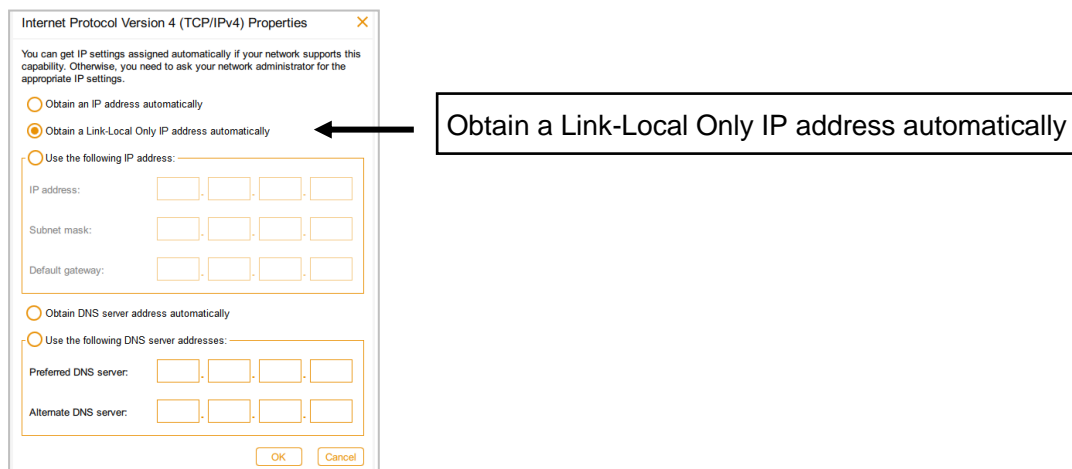 Internet Protocol Version 4 (TCP/IPv4) Properties
You can get IP settings assigned automatically if your network supports this
capability. Otherwise, you need to ask your network administrator for the
appropriate IP settings.
Obtain an IP address automatically
Obtain a Link-Local Only IP address automatically
Obtain a Link-Local Only IP address automatically
Use the following IP address:
IP address:
Subnet mask:
Default gateway:
Obtain DNS server address automatically
Use the following DNS server addresses:
Preferred DNS server:
Alternate DNS server:
OK Cancel